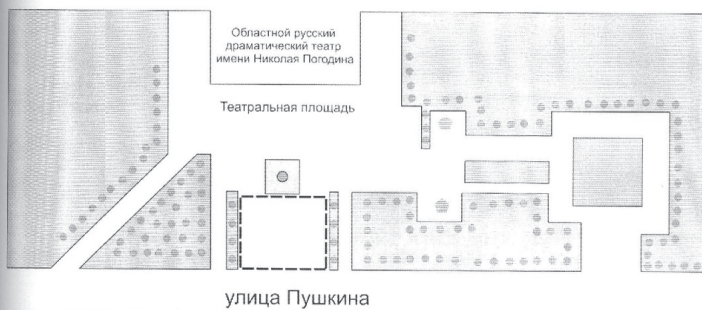 Областной русский
драматический театр
имени Николая Погодина
Театральная площадь
улица Пушкина